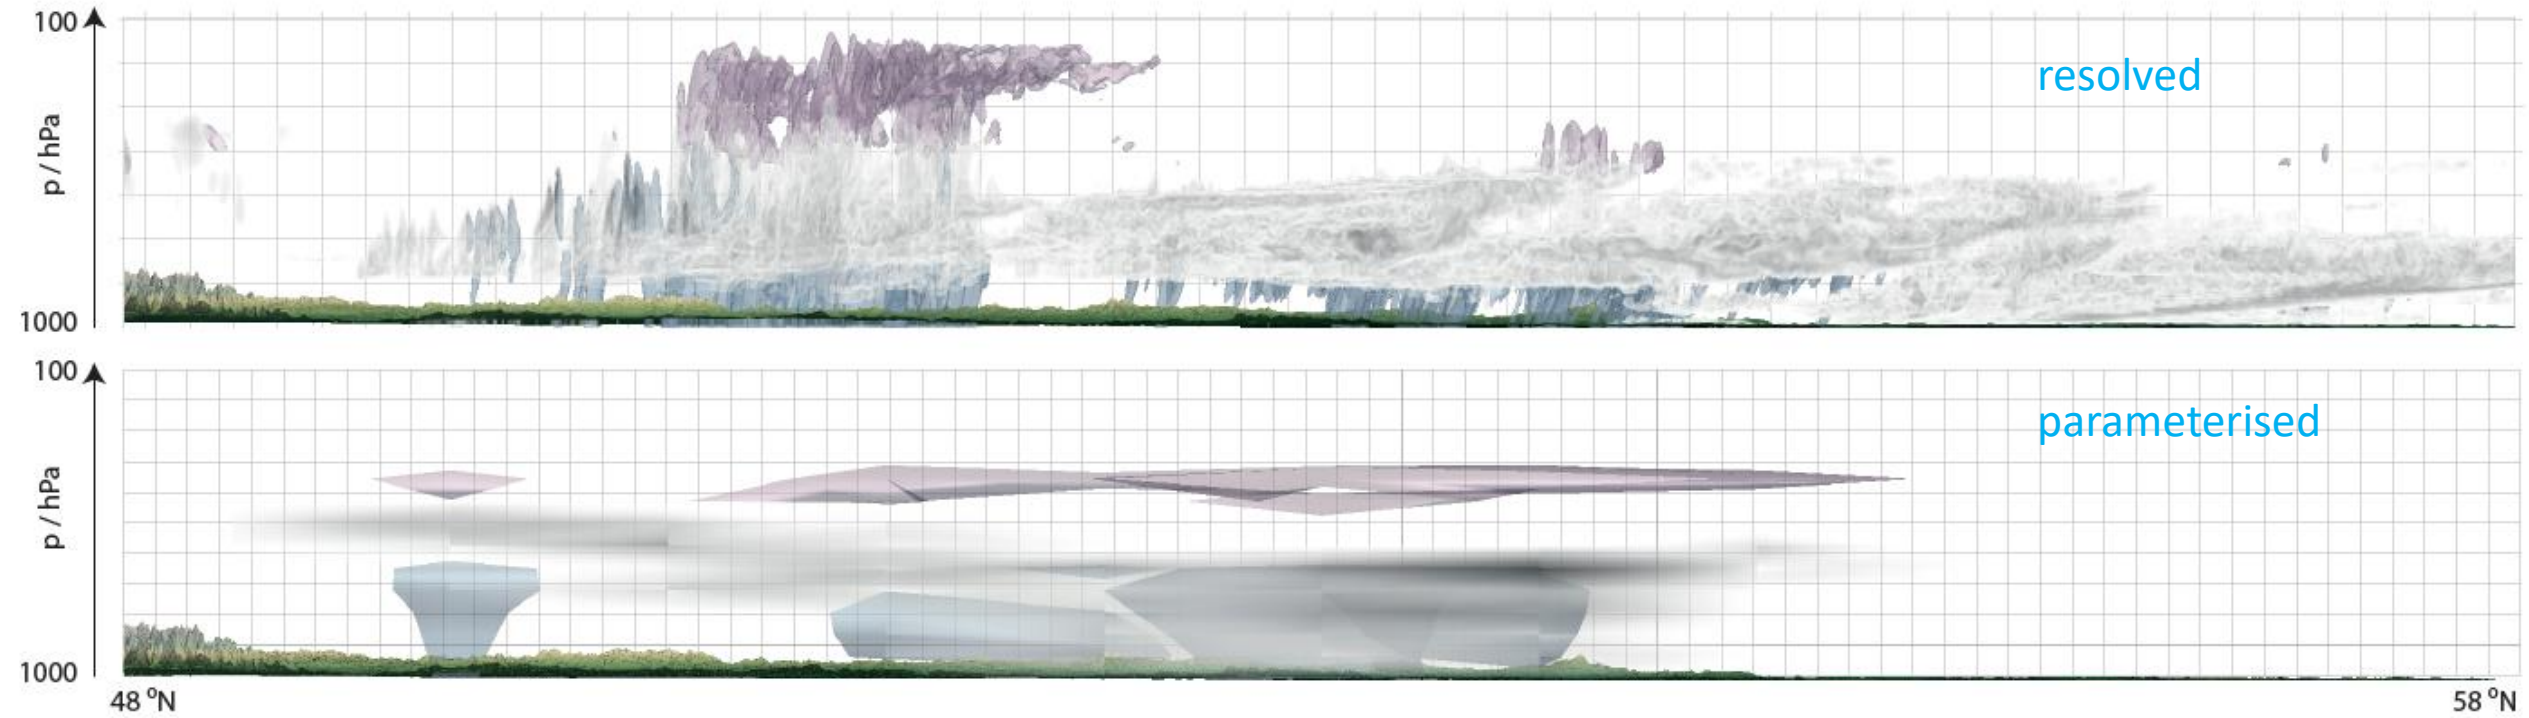 100
resolved
p / hPa
1000
100
parameterised
p / hPa
1000
48 °N
58 °N